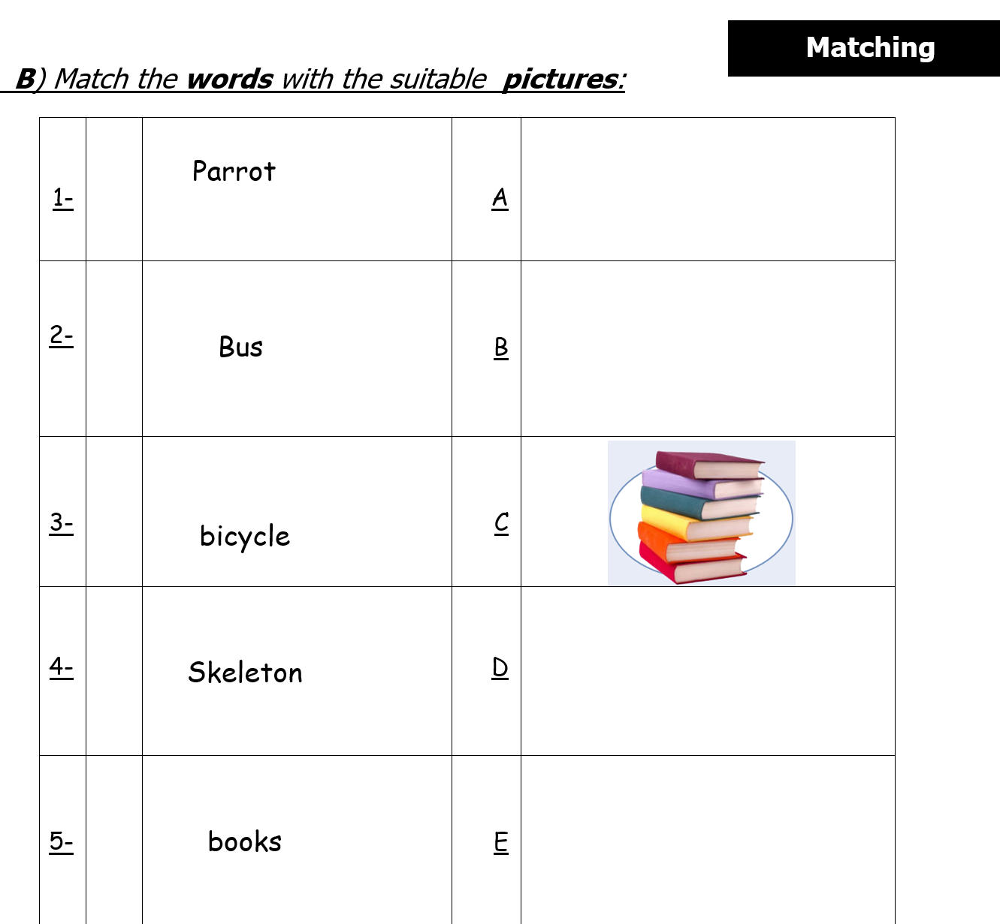 Matching
B) Match the words with the suitable pictures:
1- Parrot A
2- Bus B
3- bicycle C
4- Skeleton D
5- books E